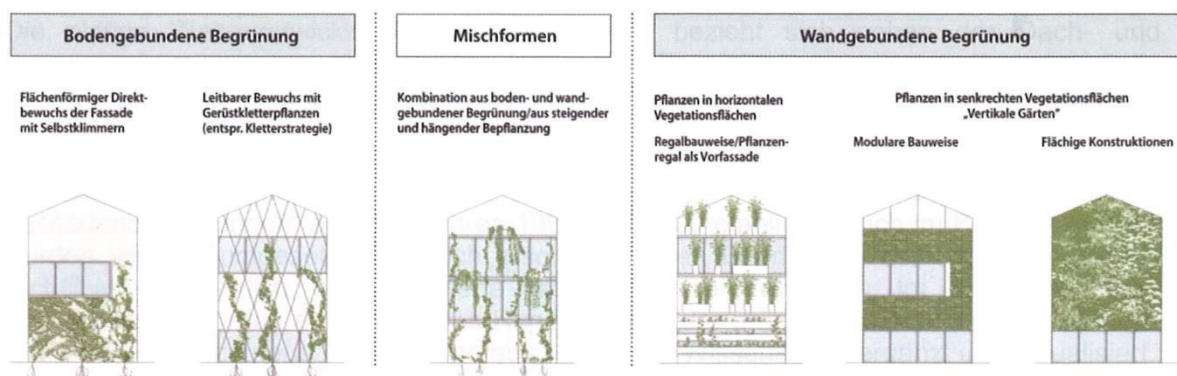 Bodengebundene Begrünung
Flächenförmiger Direkt-
bewuchs der Fassade
mit Selbstklimmern
Leitbarer Bewuchs mit
Gerüstkletterpflanzen
(entspr. Kletterstrategie)
Mischformen
Kombination aus boden- und wand-
gebundener Begrünung/aus steigender
und hängender Bepflanzung
Wandgebundene Begrünung
Pflanzen in horizontalen
Vegetationsflächen
Regalbauweise/Pflanzen-
regal als Vorfassade
Pflanzen in senkrechten Vegetationsflächen
„Vertikale Gärten"
Modulare Bauweise
Flächige Konstruktionen